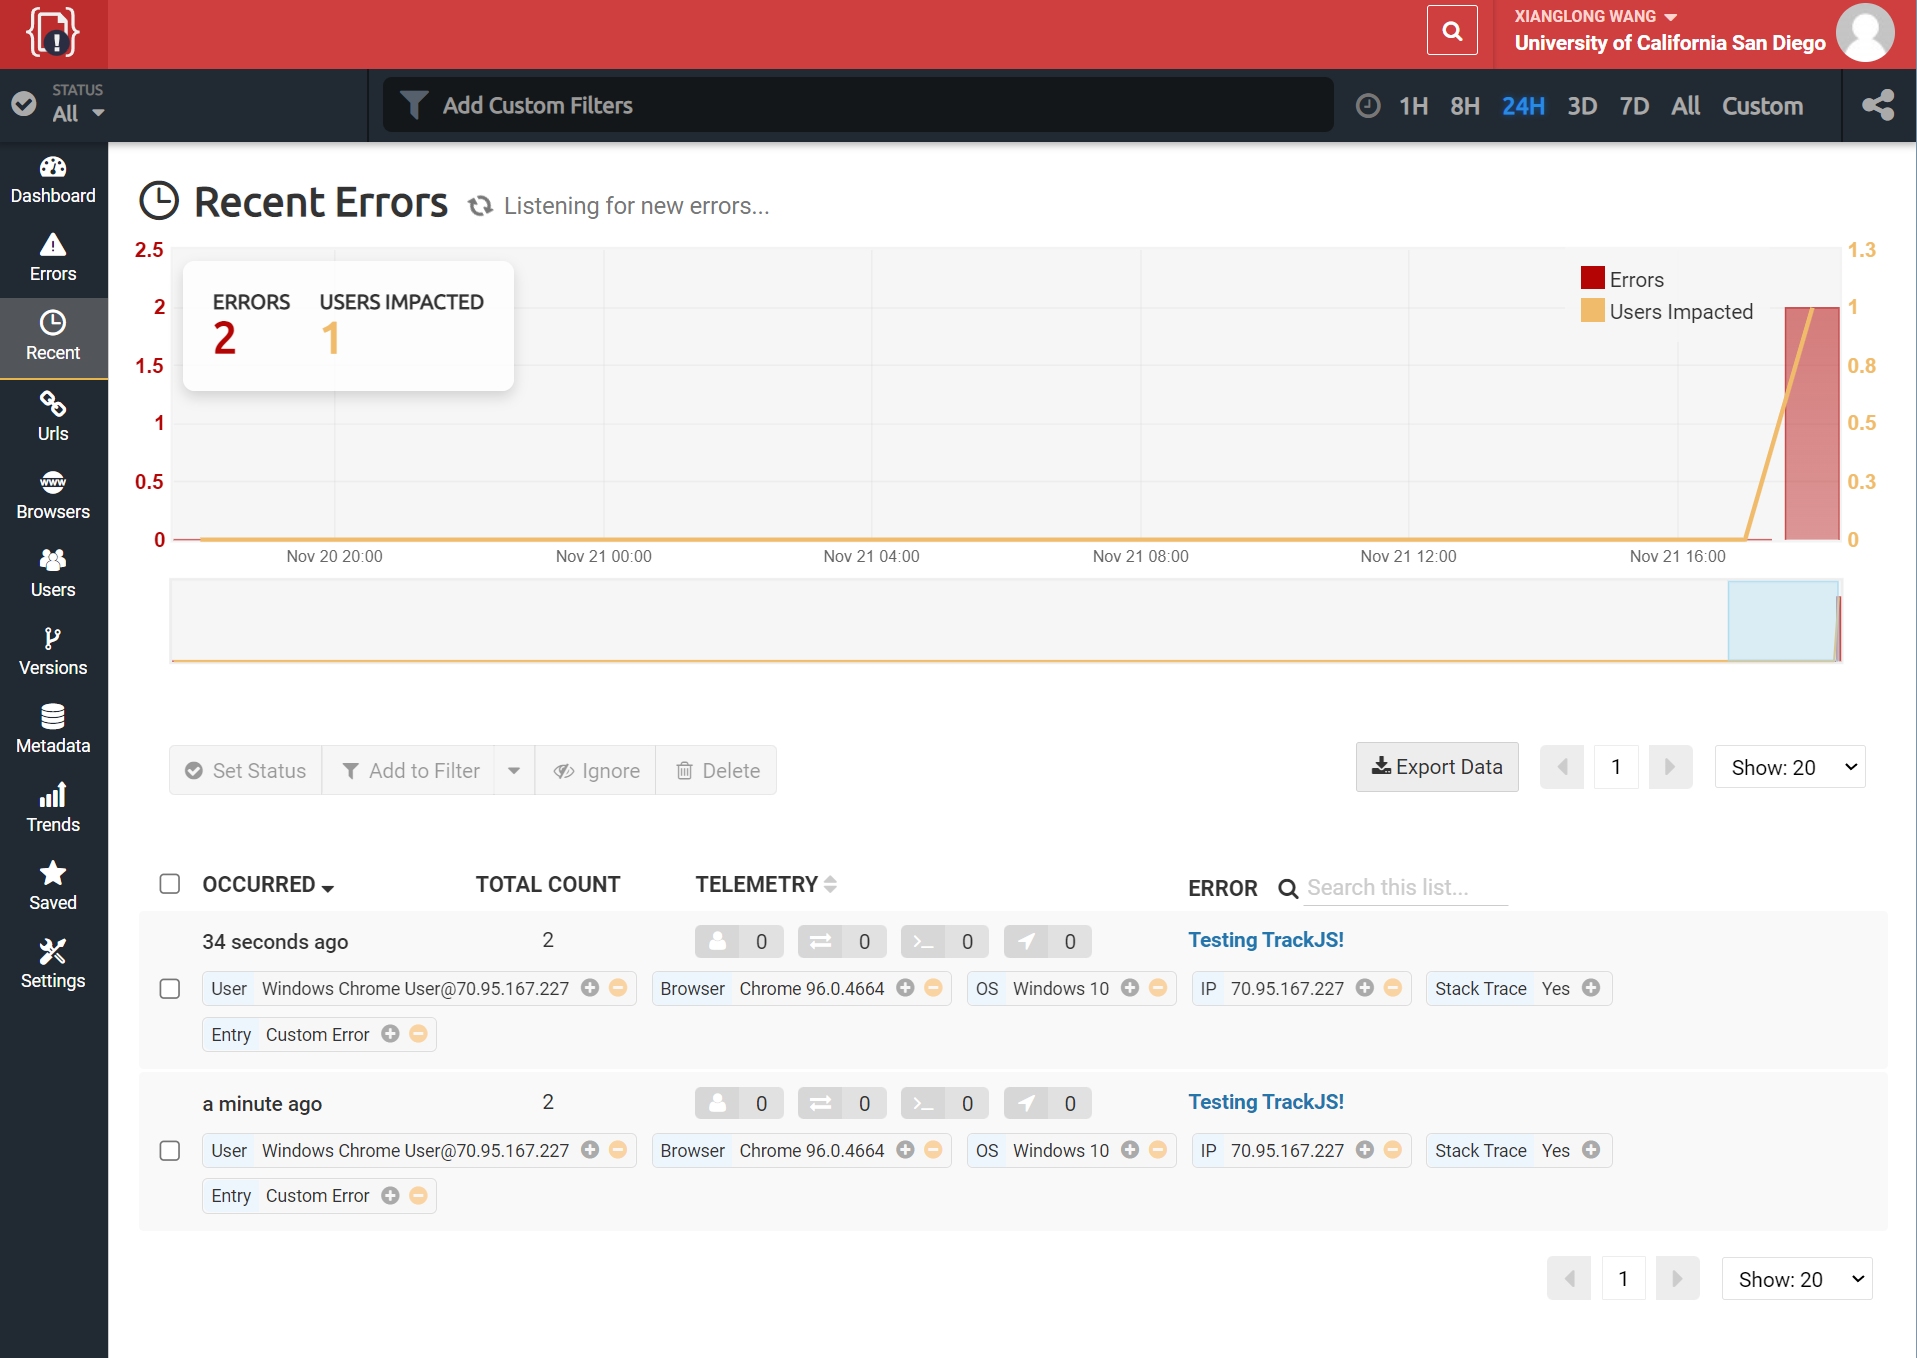 XIANGLONG WANG
University of California San Diego
STATUS
All
Add Custom Filters
1H 8H 24H 3D 7D All Custom
Dashboard
Errors
Recent
Urls
www
Browsers
Users
Versions
Metadata
Trends
Saved
Settings
Recent Errors Listening for new errors...
2.5
2
1.5
1
0.5
0
ERRORS USERS IMPACTED
2 1
Errors
Users Impacted
1.3
1
0.8
0.5
0.3
0
Nov 20 20:00 Nov 21 00:00 Nov 21 04:00 Nov 21 08:00 Nov 21 12:00 Nov 21 16:00
Set Status Add to Filter Ignore Delete
Export Data 1 Show: 20
OCCURRED TOTAL COUNT TELEMETRY ERROR Search this list...
34 seconds ago 2 0 0 0 0 Testing TrackJS!
User Windows Chrome User@70.95.167.227 Browser Chrome 96.0.4664 OS Windows 10 IP 70.95.167.227 Stack Trace Yes
Entry Custom Error
a minute ago 2 0 0 0 0 Testing TrackJS!
User Windows Chrome User@70.95.167.227 Browser Chrome 96.0.4664 OS Windows 10 IP 70.95.167.227 Stack Trace Yes
Entry Custom Error
1 Show: 20